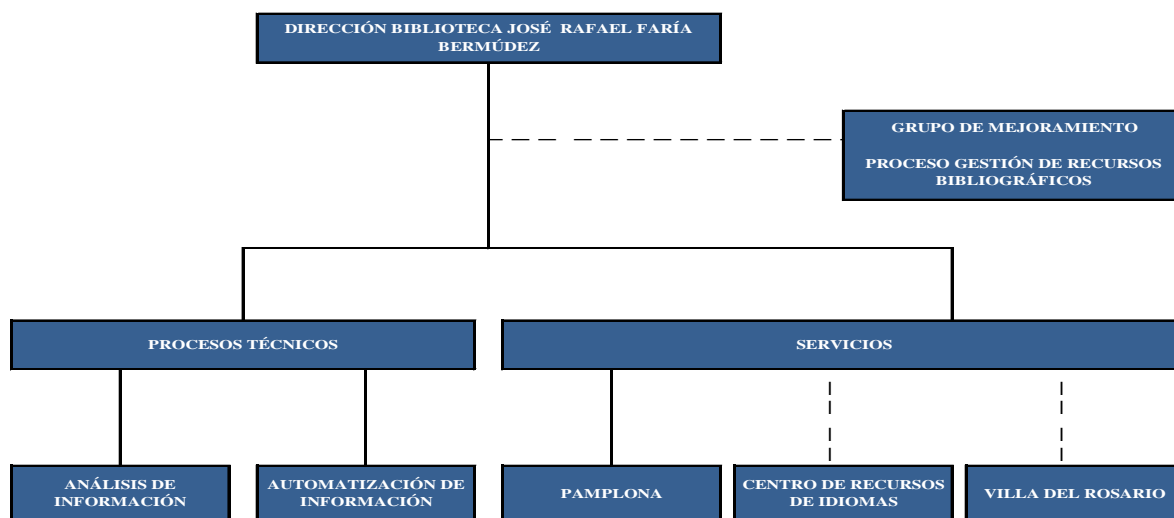 DIRECCIÓN BIBLIOTECA JOSÉ RAFAEL FARÍA
BERMÚDEZ
GRUPO DE MEJORAMIENTO
PROCESO GESTIÓN DE RECURSOS
BIBLIOGRÁFICOS
PROCESOS TÉCNICOS
SERVICIOS
ANÁLISIS DE
INFORMACIÓN
AUTOMATIZACIÓN DE
INFORMACIÓN
PAMPLONA
CENTRO DE RECURSOS
DE IDIOMAS
VILLA DEL ROSARIO